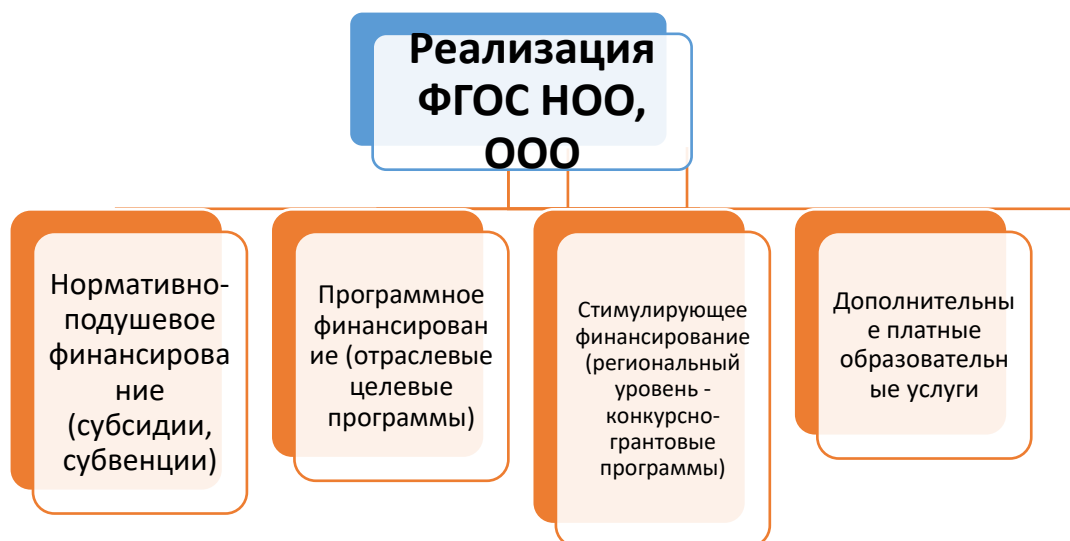 Реализация
ФГОС НОО,
ООО
Нормативно-
подушевое
финансирова
ние
(субсидии,
субвенции)
Программное
финансирован
ие (отраслевые
целевые
программы)
Стимулирующее
финансирование
(региональный
уровень -
конкурсно-
грантовые
программы)
Дополнительны
е платные
образовательн
ые услуги